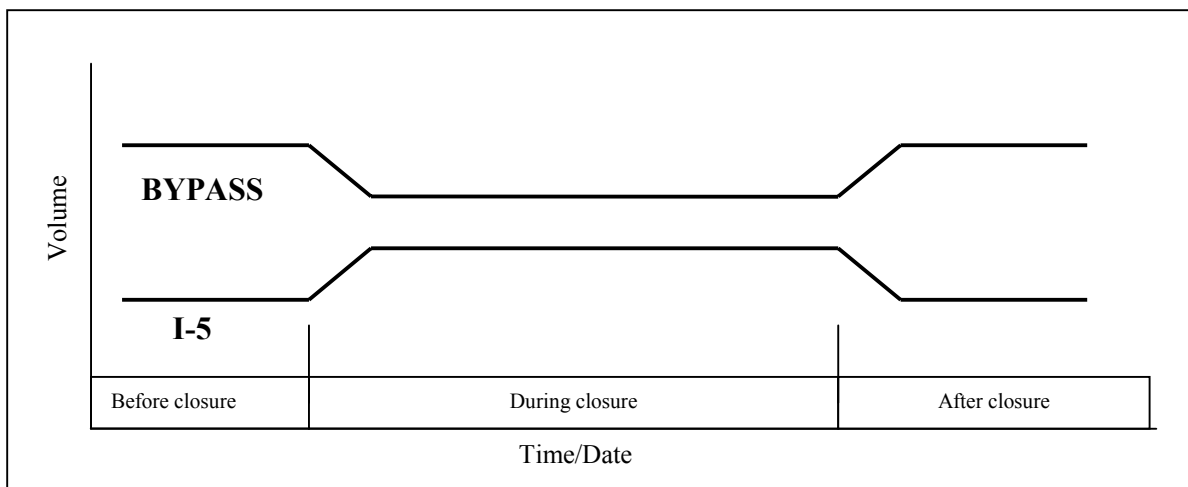 Volume
BYPASS
I-5
Before closure
During closure
After closure
Time/Date